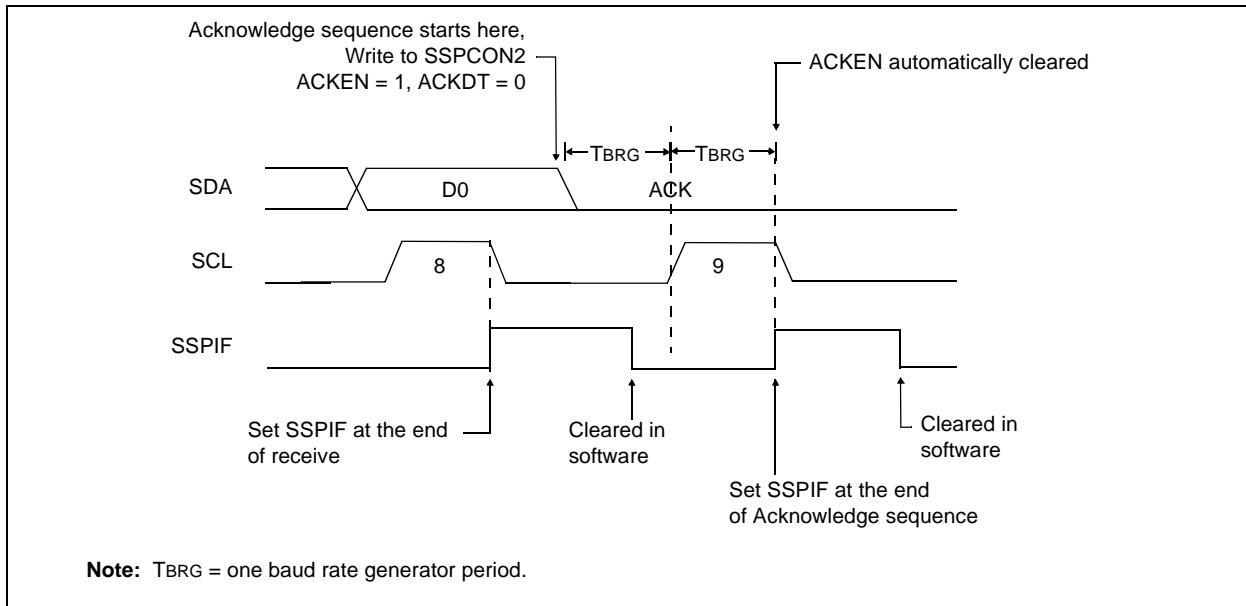 Acknowledge sequence starts here,
Write to SSPCON2
ACKEN = 1, ACKDT = 0
ACKEN automatically cleared
TBRG
TBRG
SDA
D0
ACK
SCL
8
9
SSPIF
Set SSPIF at the end
of receive
Cleared in
software
Cleared in
software
Set SSPIF at the end
of Acknowledge sequence
Note: TBRG = one baud rate generator period.